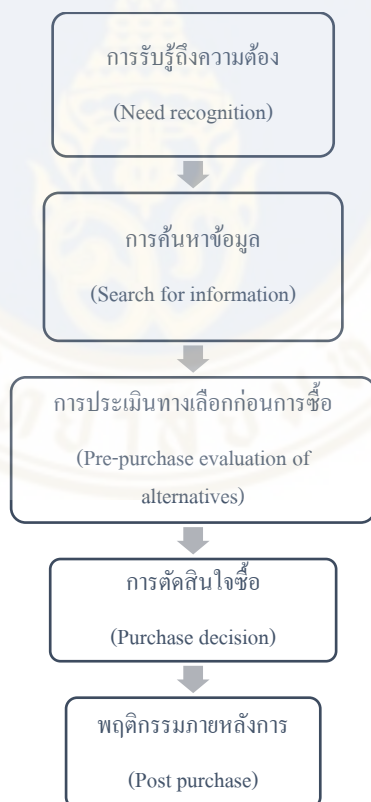 การรับรู้ถึงความต้อง
(Need recognition)
การค้นหาข้อมูล
(Search for information)
การประเมินทางเลือกก่อนการซื้อ
(Pre-purchase evaluation of
alternatives)
การตัดสินใจซื้อ
(Purchase decision)
พฤติกรรมภายหลังการ
(Post purchase)